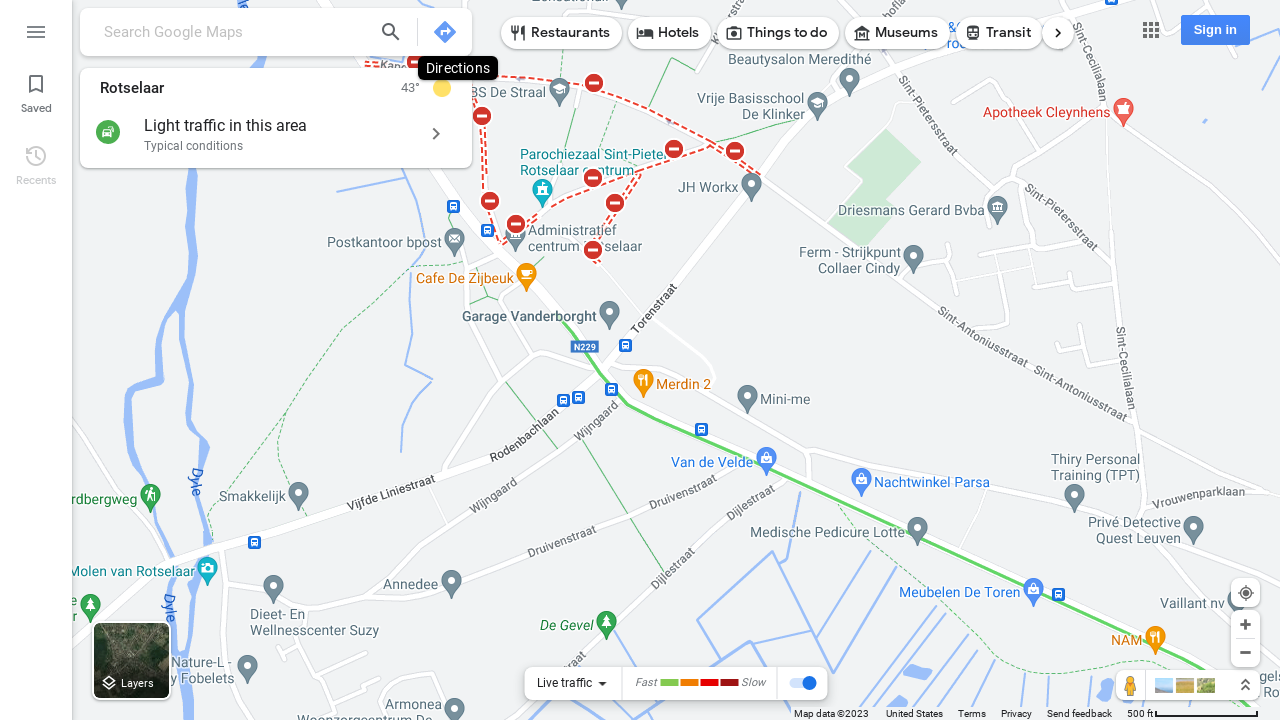 Search Google Maps
Restaurants
Hotels
Things to do
Museums
Transit
Sign in
Directions
Saved
Recents
Rotselaar
43°
Light traffic in this area
Typical conditions
BS De Straal
Beautysalon Meredithé
Vrije Basisschool
De Klinker
Apotheek Cleynhens
Parochiezaal Sint-Pieter
Rotselaar centrum
JH Workx
Driesmans Gerard Bvba
Postkantoor bpost
Administratief
centrum Rotselaar
Ferm - Strijkpunt
Collaer Cindy
Cafe De Zijbeuk
Garage Vanderborght
N229
Torenstraat
Sint-Pietersstraat
Sint-Pietersstraat
Sint-Cecilialaan
Sint-Cecilialaan
Sint-Antoniusstraat
Sint-Antoniusstraat
Merdin 2
Mini-me
Rodenbachlaan
Wijngaard
Wijngaard
Vijfde Liniestraat
Van de Velde
Nachtwinkel Parsa
Thiry Personal
Training (TPT)
Vrouwenparklaan
Dyle
Smakkelijk
rdbergweg
Druivenstraat
Druivenstraat
Dijlestraat
Dijlestraat
Medische Pedicure Lotte
Privé Detective
Quest Leuven
Molen van Rotselaar
Annedee
Dieet- En
Wellnesscenter Suzy
Dyle
De Gevel
Meubelen De Toren
Vaillant nv
NAM
Nature-L-
y Fobelets
Layers
Armonea
Woonzorgcentrum De
Live traffic
Fast
Slow
Map data ©2023
United States
Terms
Privacy
Send feedback
500 ft